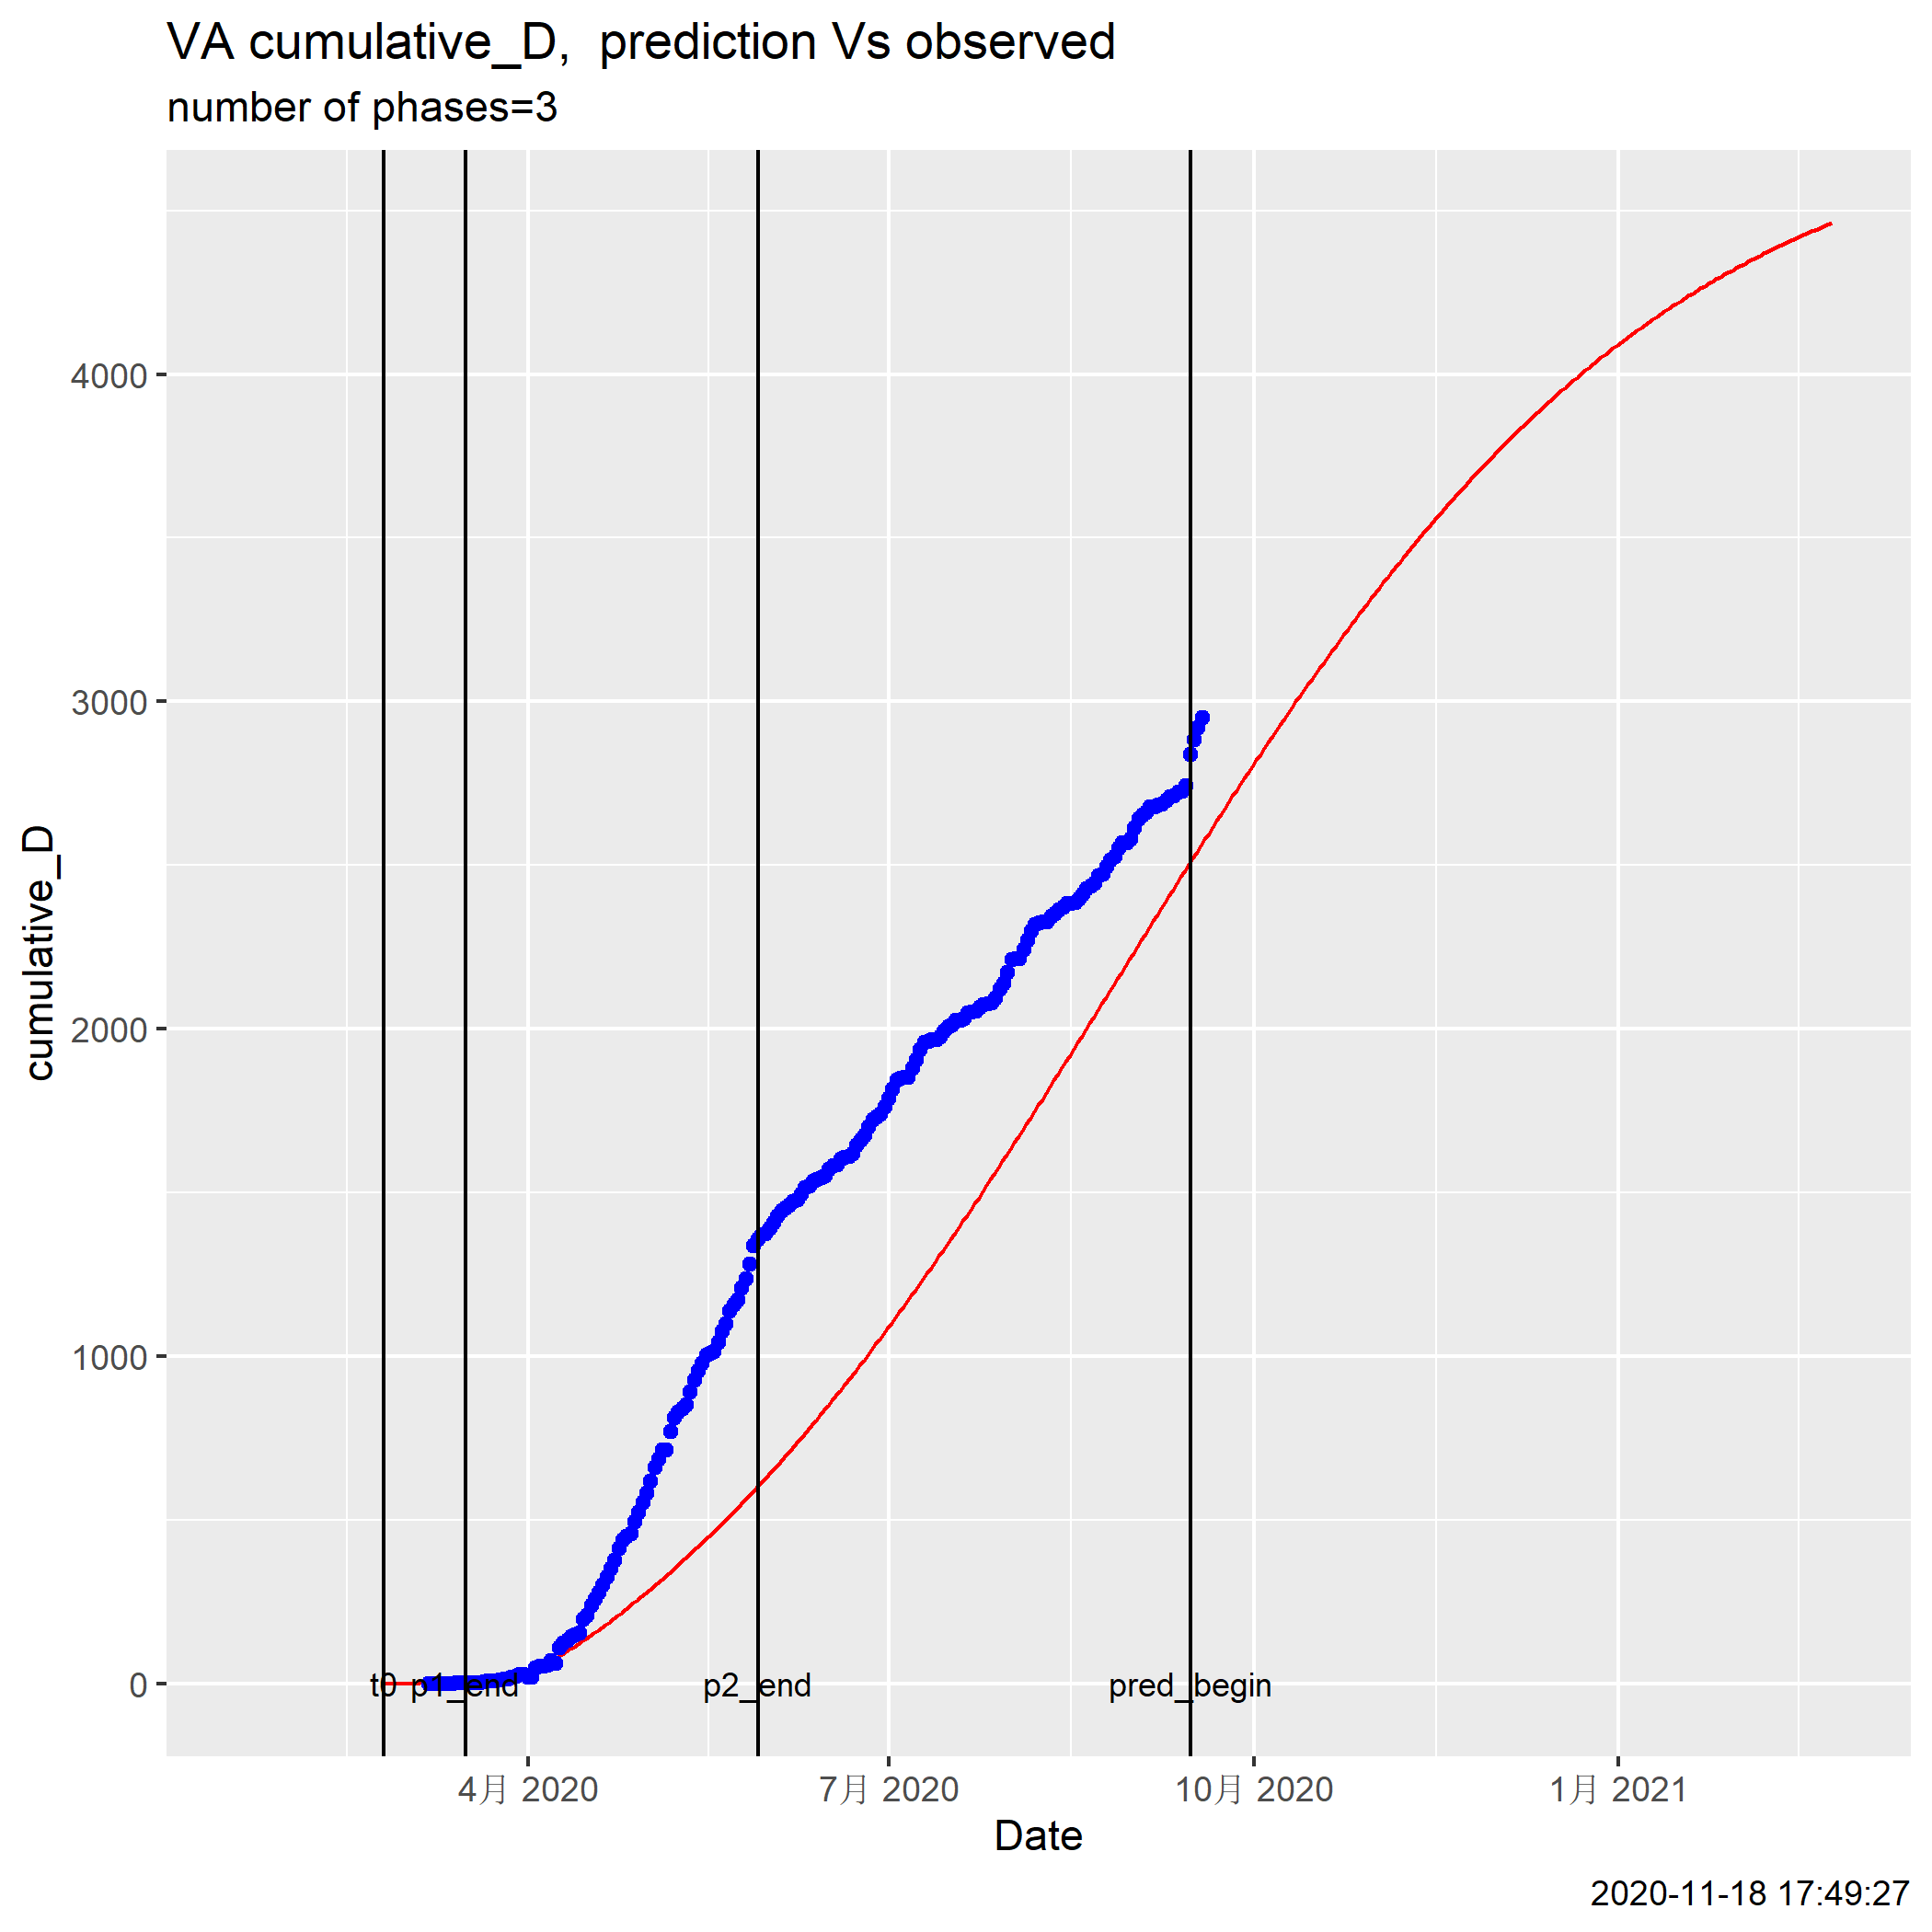 VA cumulative_D,  prediction Vs observed
number of phases=3
cumulative_D
4000
3000
2000
1000
0
t0 p1_end p2_end pred_begin
4月 2020 7月 2020 10月 2020 1月 2021
Date
2020-11-18 17:49:27